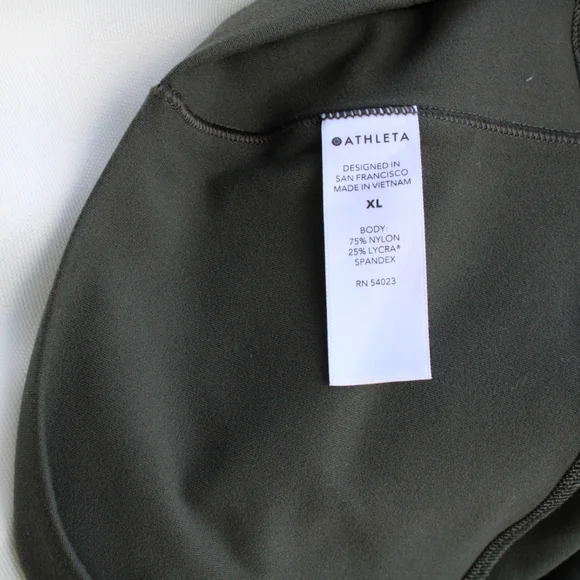 ATHLETA
DESIGNED IN
SAN FRANCISCO
MADE IN VIETNAM
XL
BODY:
75% NYLON
25% LYCRA®
SPANDEX
RN 54023